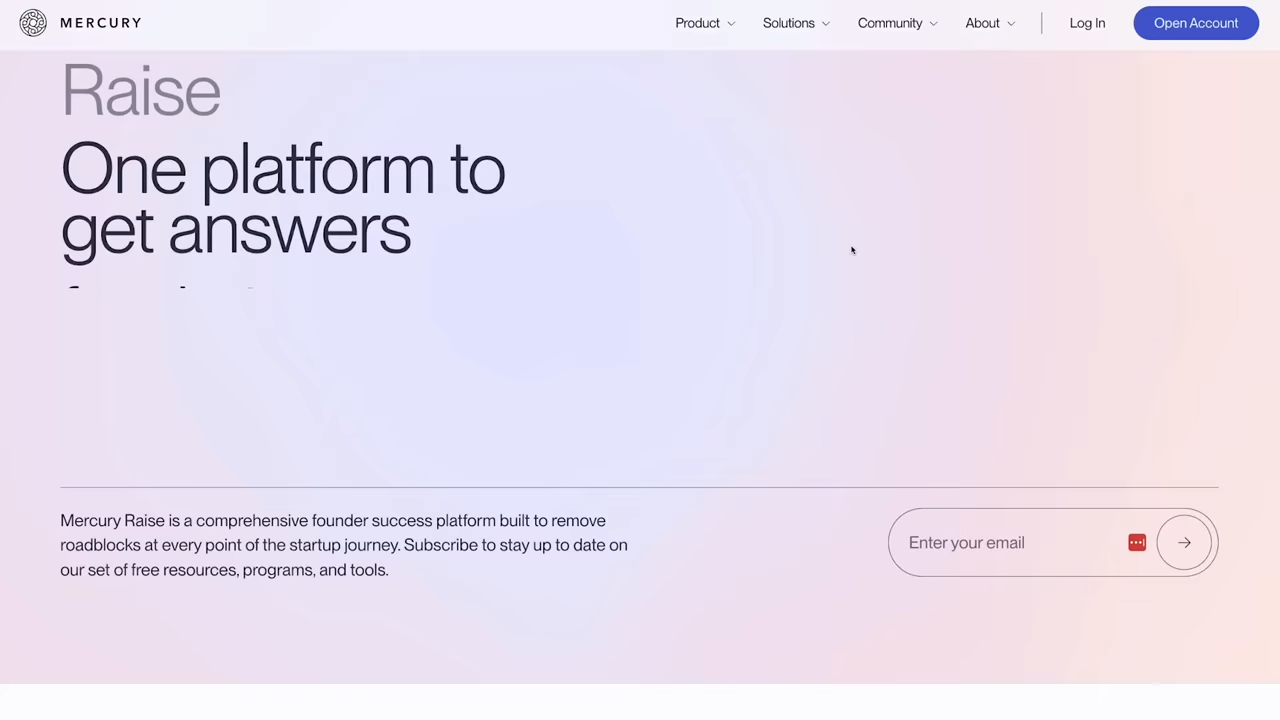 MERCURY
Product
Solutions
Community
About
Log In
Open Account
Raise
One platform to
get answers
Mercury Raise is a comprehensive founder success platform built to remove
roadblocks at every point of the startup journey. Subscribe to stay up to date on
our set of free resources, programs, and tools.
Enter your email